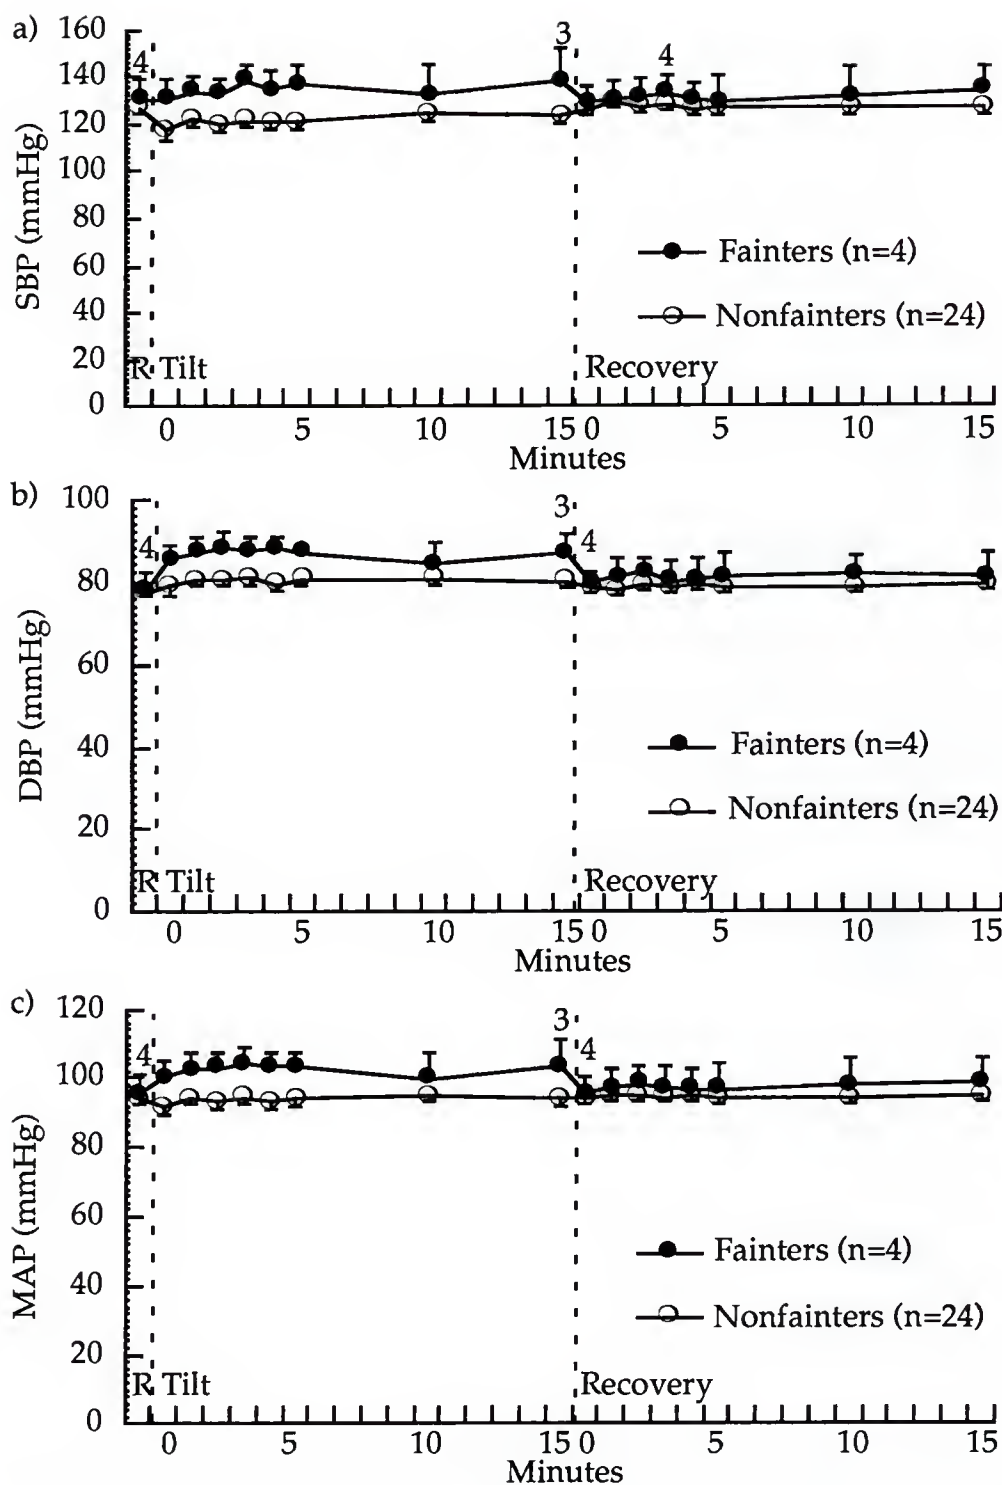 a)
160
140
120
100
80
60
40
20
0
SBP (mmHg)
4
3
4
Fainters (n=4)
Nonfainters (n=24)
R Tilt
Recovery
0 5 10 15 0 5 10 15
Minutes
b)
100
80
60
40
20
0
DBP (mmHg)
4
3
4
Fainters (n=4)
Nonfainters (n=24)
R Tilt
Recovery
0 5 10 15 0 5 10 15
Minutes
c)
120
100
80
60
40
20
0
MAP (mmHg)
4
3
4
Fainters (n=4)
Nonfainters (n=24)
R Tilt
Recovery
0 5 10 15 0 5 10 15
Minutes